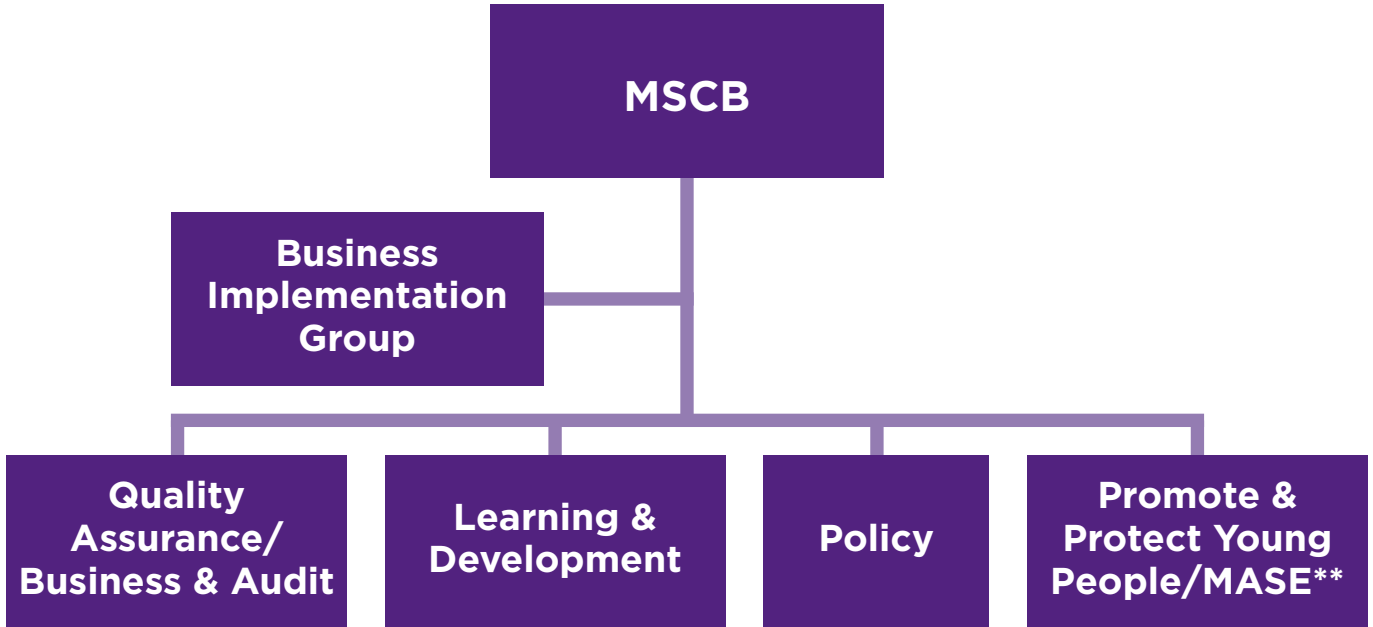 MSCB
Business
Implementation
Group
Quality
Assurance/
Business & Audit
Learning &
Development
Policy
Promote &
Protect Young
People/MASE**